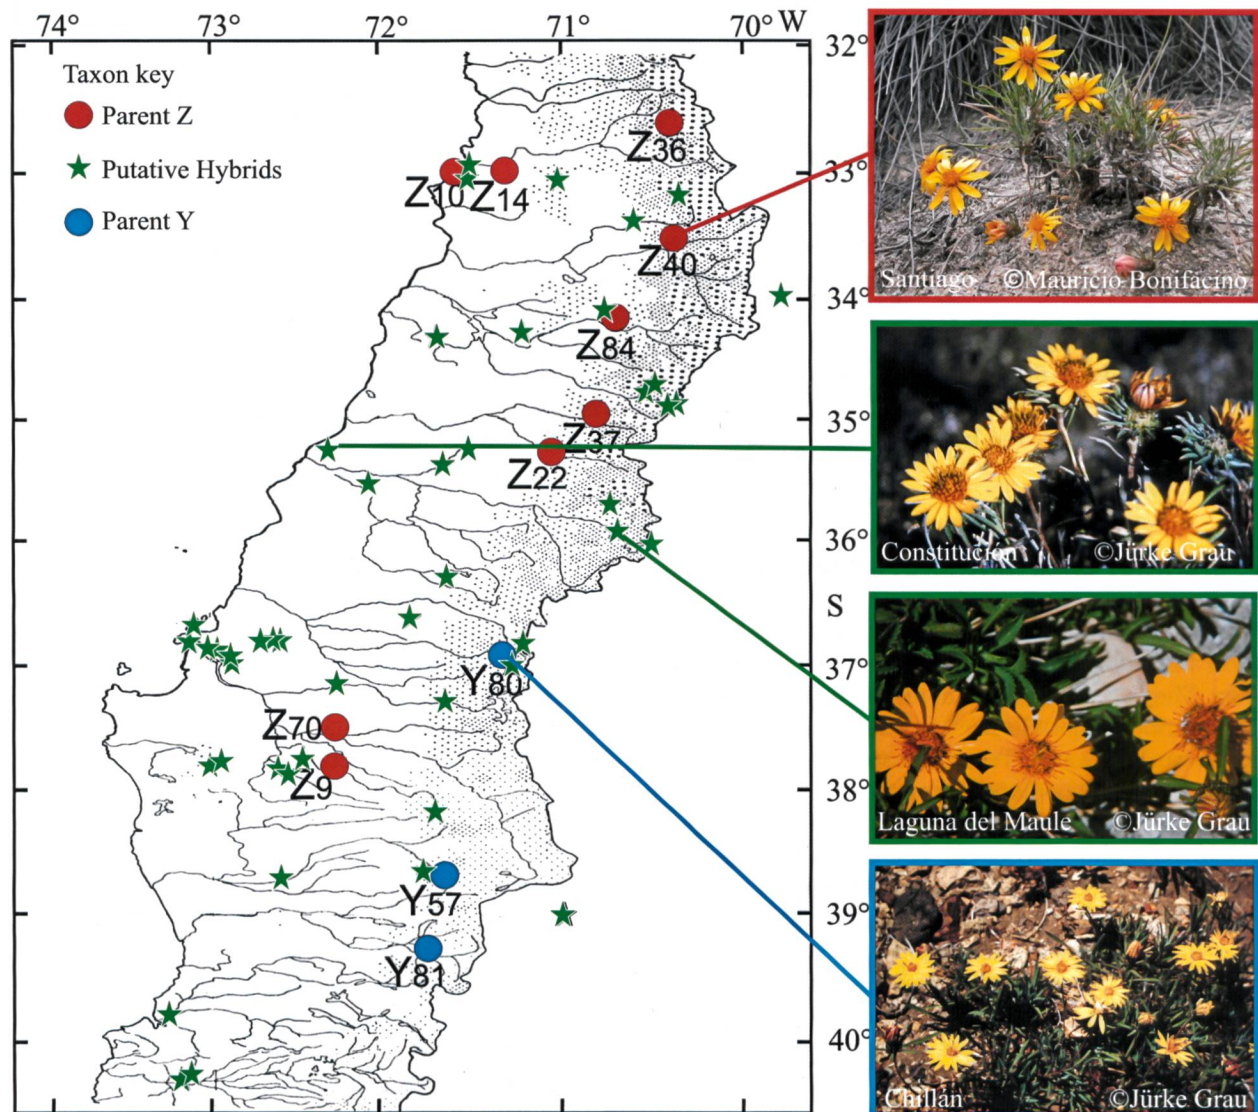 74° 73° 72° 71° 70° W
32°
Taxon key
Parent Z
Putative Hybrids
Parent Y
Z36
33°
Z10 Z14
Z40
Santiago ©Mauricio Bonifacino
34°
Z84
35°
Z37
Z22
36°
Constitución ©Jürke Grau
S
37°
Y80
Z70
Z9
38°
Laguna del Maule ©Jürke Grau
Y57
39°
Y81
40°
Chillán ©Jürke Grau